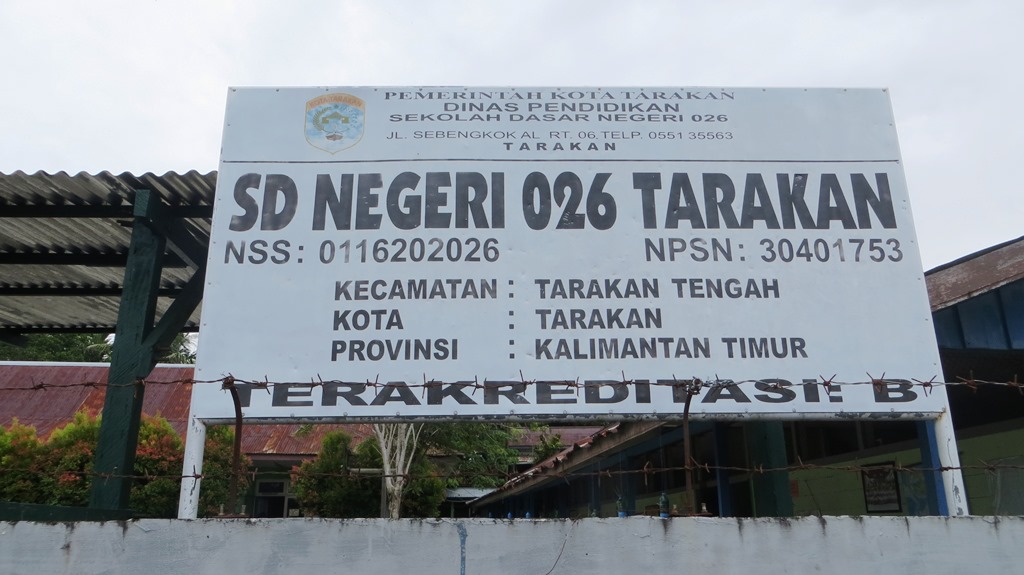 PEMERINTAH KOTA TARAKAN
DINAS PENDIDIKAN
SEKOLAH DASAR NEGERI 026
JL. SEBENGKOK AL RT. 06, TELP. 0551 35563
TARAKAN
SD NEGERI 026 TARAKAN
NSS: 0116202026 NPSN: 30401753
KECAMATAN : TARAKAN TENGAH
KOTA : TARAKAN
PROVINSI : KALIMANTAN TIMUR
TERAKREDITASI: B